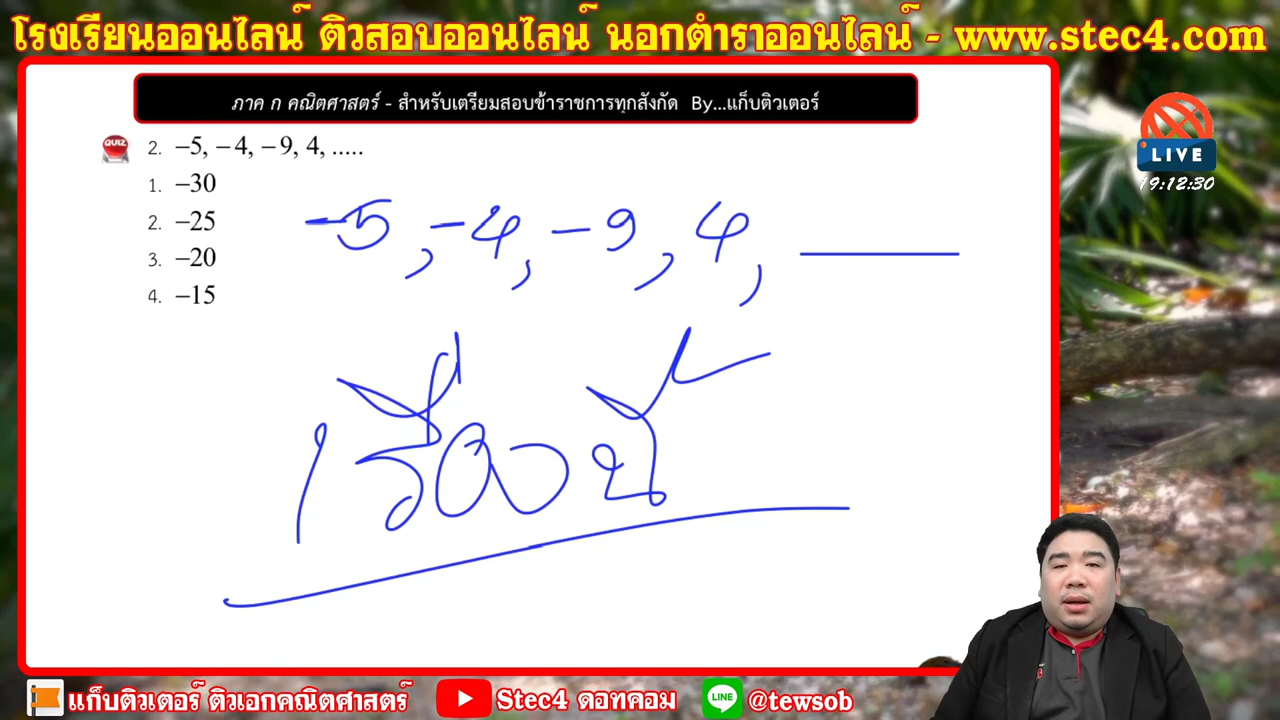 โรงเรียนออนไลน์ ติวสอบออนไลน์ นอกตำราออนไลน์ - www.stec4.com
ภาค ก คณิตศาสตร์ - สำหรับเตรียมสอบข้าราชการทุกสังกัด By...แก็บติวเตอร์
LIVE
19:12:30
QUIZ 2. –5, –4, –9, 4, .....
1. –30
2. –25
3. –20
4. –15
–5, –4, –9, 4, ____
แก็บติวเตอร์ ติวเอกคณิตศาสตร์ Stec4 ดอทคอม LINE @tewsob